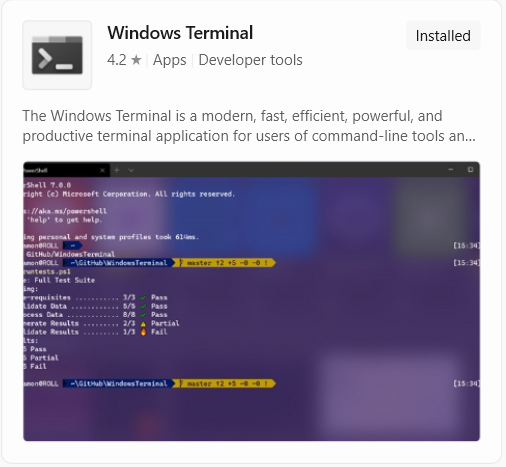 Windows Terminal
Installed
4.2 ★ Apps Developer tools
The Windows Terminal is a modern, fast, efficient, powerful, and
productive terminal application for users of command-line tools an...
owerShell
rShell 7.0.0
right (c) Microsoft Corporation. All rights reserved.
s://aka.ms/powershell
'help' to get help.
ing personal and system profiles took 614ms.
mon@ROLL ~ [15:34]
GitHub/WindowsTerminal
mon@ROLL ~\GitHub\WindowsTerminal master ↑2 +5 ~0 -0 ! [15:34]
runtests.ps1
e: Full Test Suite
ing:
e-requisites ........... 3/3 ✓ Pass
lidate Data ........... 5/5 ✓ Pass
ocess Data ........... 8/8 ✓ Pass
nerate Results ........ 2/3 Partial
lidate Results ........ 1/3 Fail
lts:
Pass
Partial
Fail
mon@ROLL ~\GitHub\WindowsTerminal master ↑2 +5 ~0 -0 ! [15:34]